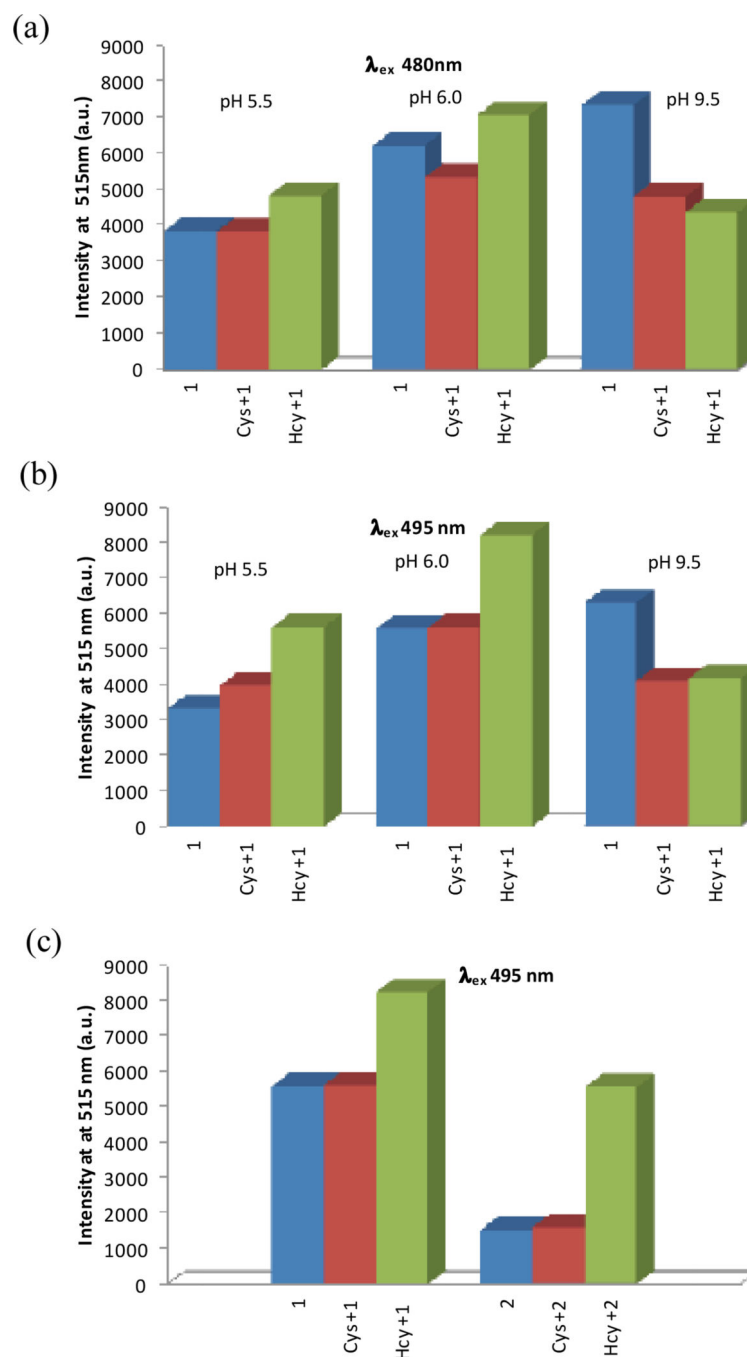 (a)
Intensity at 515nm (a.u.)
9000
8000
7000
6000
5000
4000
3000
2000
1000
0
λex 480nm
pH 5.5
pH 6.0
pH 9.5
1
Cys+1
Hcy+1
1
Cys+1
Hcy+1
1
Cys+1
Hcy+1
(b)
Intensity at 515 nm (a.u.)
9000
8000
7000
6000
5000
4000
3000
2000
1000
0
λex 495 nm
pH 5.5
pH 6.0
pH 9.5
1
Cys+1
Hcy+1
1
Cys+1
Hcy+1
1
Cys+1
Hcy+1
(c)
Intensity at at 515 nm (a.u.)
9000
8000
7000
6000
5000
4000
3000
2000
1000
0
λex 495 nm
1
Cys+1
Hcy+1
2
Cys+2
Hcy+2